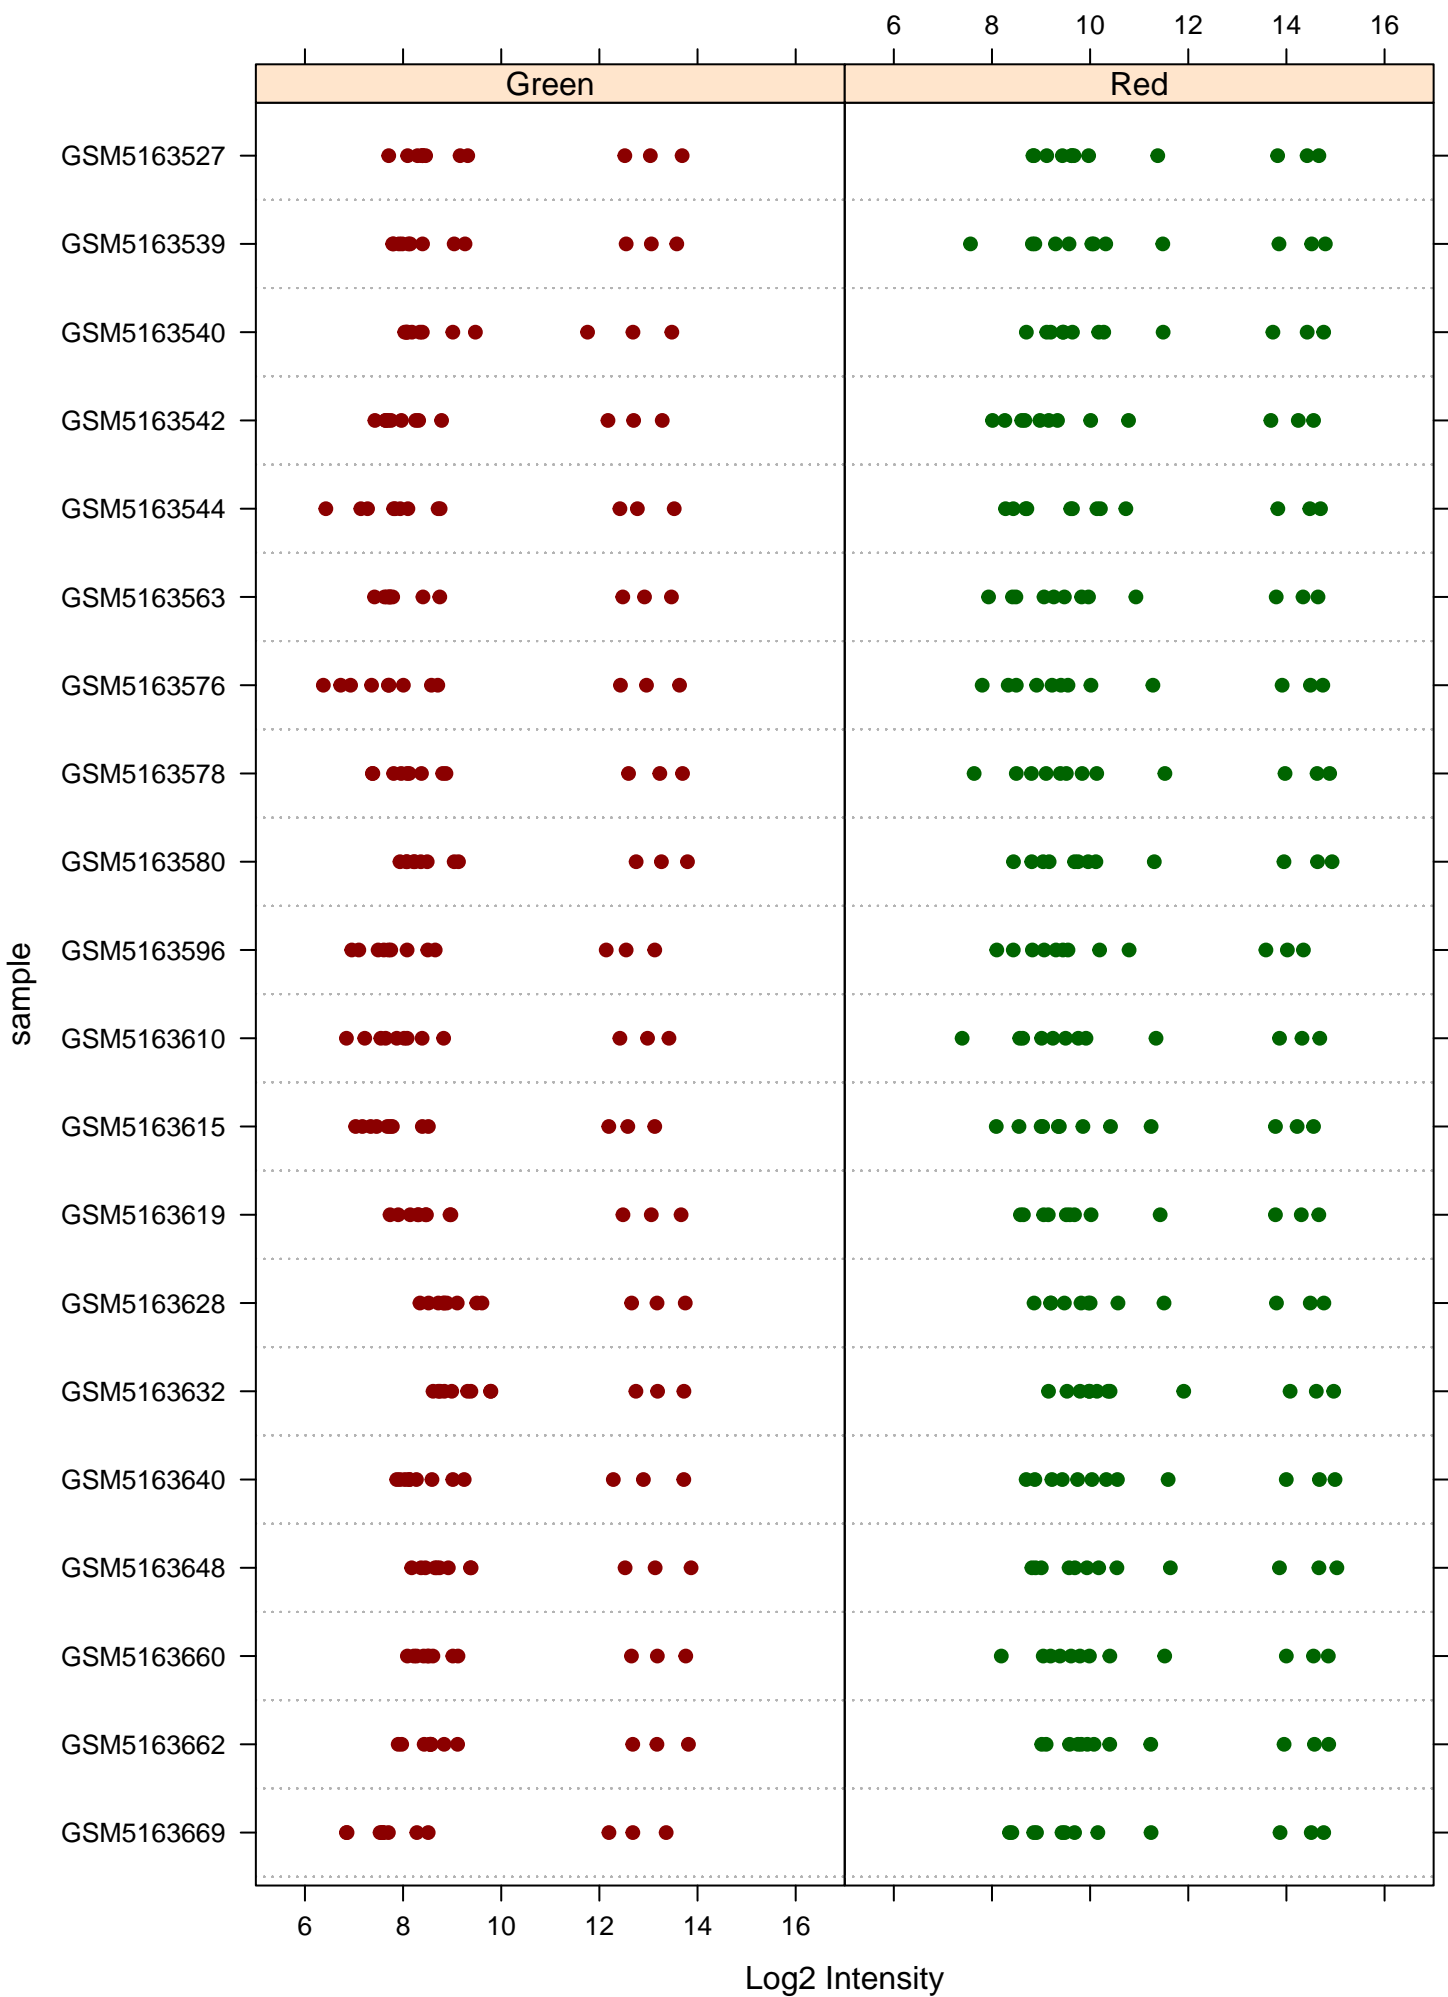 6 8 10 12 14 16
Green Red
GSM5163527
GSM5163539
GSM5163540
GSM5163542
GSM5163544
GSM5163563
GSM5163576
GSM5163578
GSM5163580
GSM5163596
GSM5163610
GSM5163615
GSM5163619
GSM5163628
GSM5163632
GSM5163640
GSM5163648
GSM5163660
GSM5163662
GSM5163669
sample
6 8 10 12 14 16
Log2 Intensity